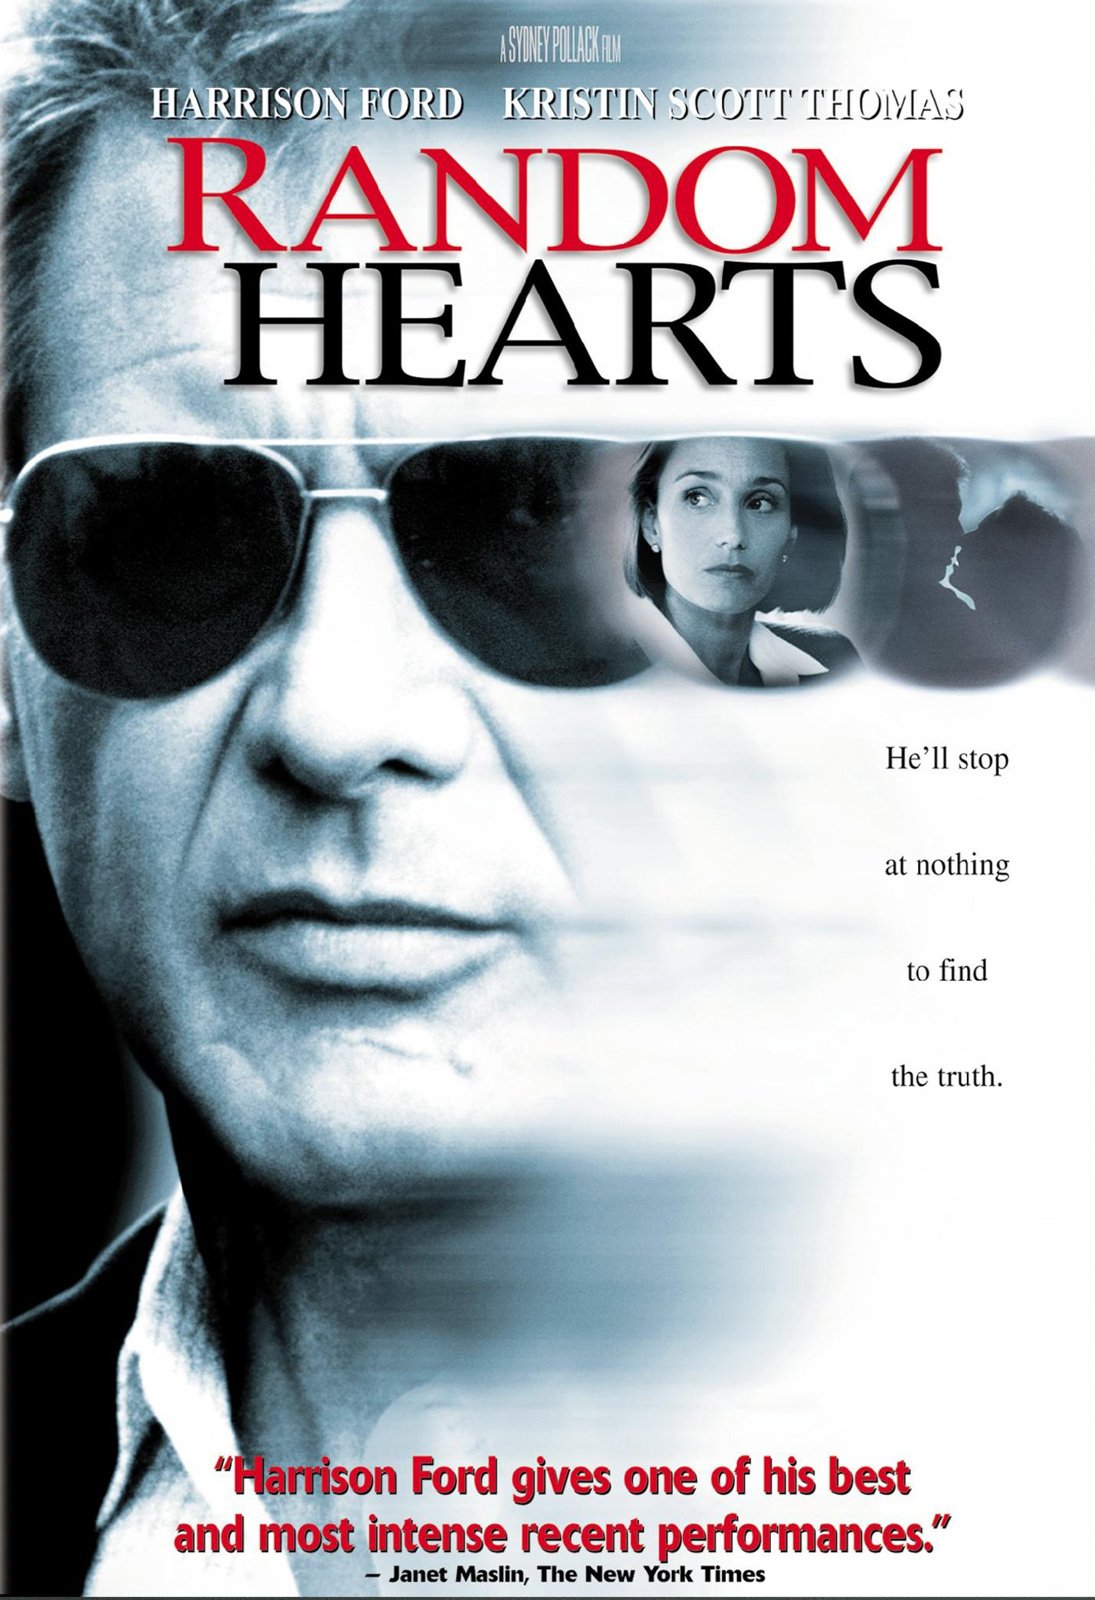 A SYDNEY POLLACK FILM
HARRISON FORD KRISTIN SCOTT THOMAS
RANDOM
HEARTS
He'll stop
at nothing
to find
the truth.
“Harrison Ford gives one of his best
and most intense recent performances.”
– Janet Maslin, The New York Times